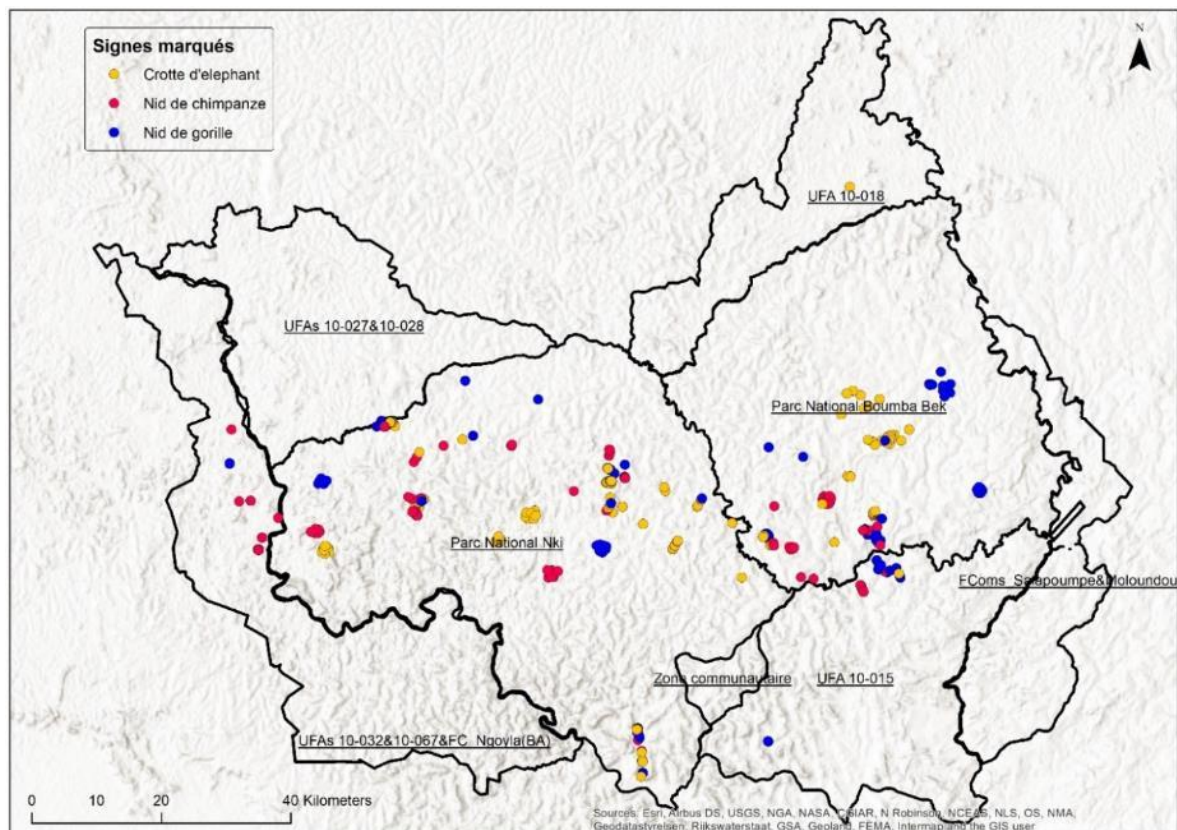 Signes marqués
Crotte d'elephant
Nid de chimpanze
Nid de gorille
N
UFA 10-018
UFAs 10-027&10-028
Parc National Boumba Bek
Parc National Nki
FComs Salapoumpe&Moloundou
Zone communautaire
UFA 10-015
UFAs 10-032&10-067&FC Ngoyla(BA)
0 10 20 40 Kilometers
Sources: Esri, Airbus DS, USGS, NGA, NASA, CGIAR, N Robinson, NCEAS, NLS, OS, NMA,
Geodatastyrelsen, Rijkswaterstaat, GSA, Geoland, FEMA, Intermap and the GIS user